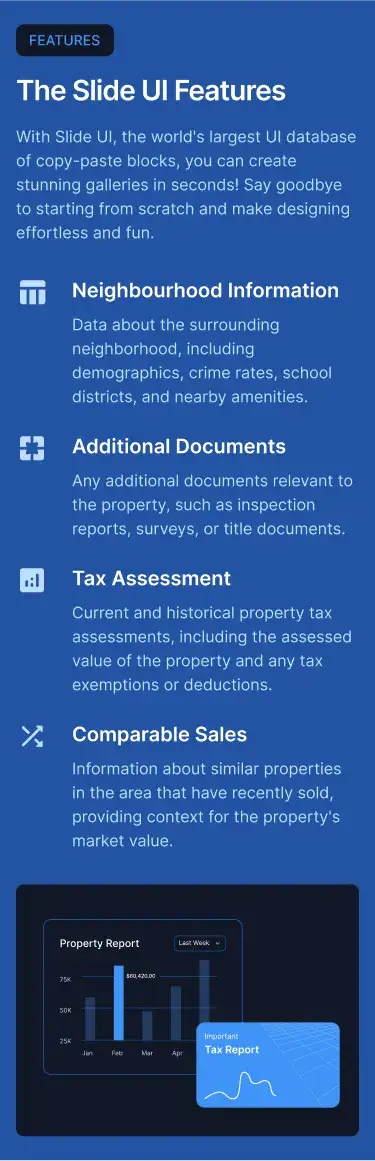 FEATURES
The Slide UI Features
With Slide UI, the world's largest UI database
of copy-paste blocks, you can create
stunning galleries in seconds! Say goodbye
to starting from scratch and make designing
effortless and fun.
Neighbourhood Information
Data about the surrounding
neighborhood, including
demographics, crime rates, school
districts, and nearby amenities.
Additional Documents
Any additional documents relevant to
the property, such as inspection
reports, surveys, or title documents.
Tax Assessment
Current and historical property tax
assessments, including the assessed
value of the property and any tax
exemptions or deductions.
Comparable Sales
Information about similar properties
in the area that have recently sold,
providing context for the property's
market value.
Property Report
Last Week
75K
$60,420.00
50K
25K
Jan Feb Mar Apr
Important
Tax Report